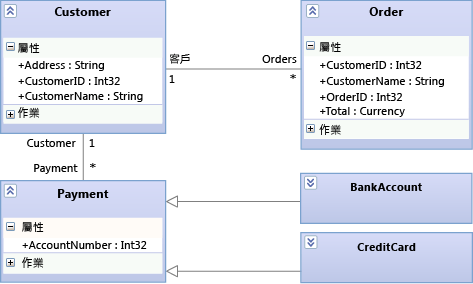 Customer
屬性
+Address : String
+CustomerID : Int32
+CustomerName : String
作業
客戶
Orders
1
*
Order
屬性
+CustomerID : Int32
+CustomerName : String
+OrderID : Int32
+Total : Currency
作業
Customer
1
Payment
*
Payment
屬性
+AccountNumber : Int32
作業
BankAccount
CreditCard